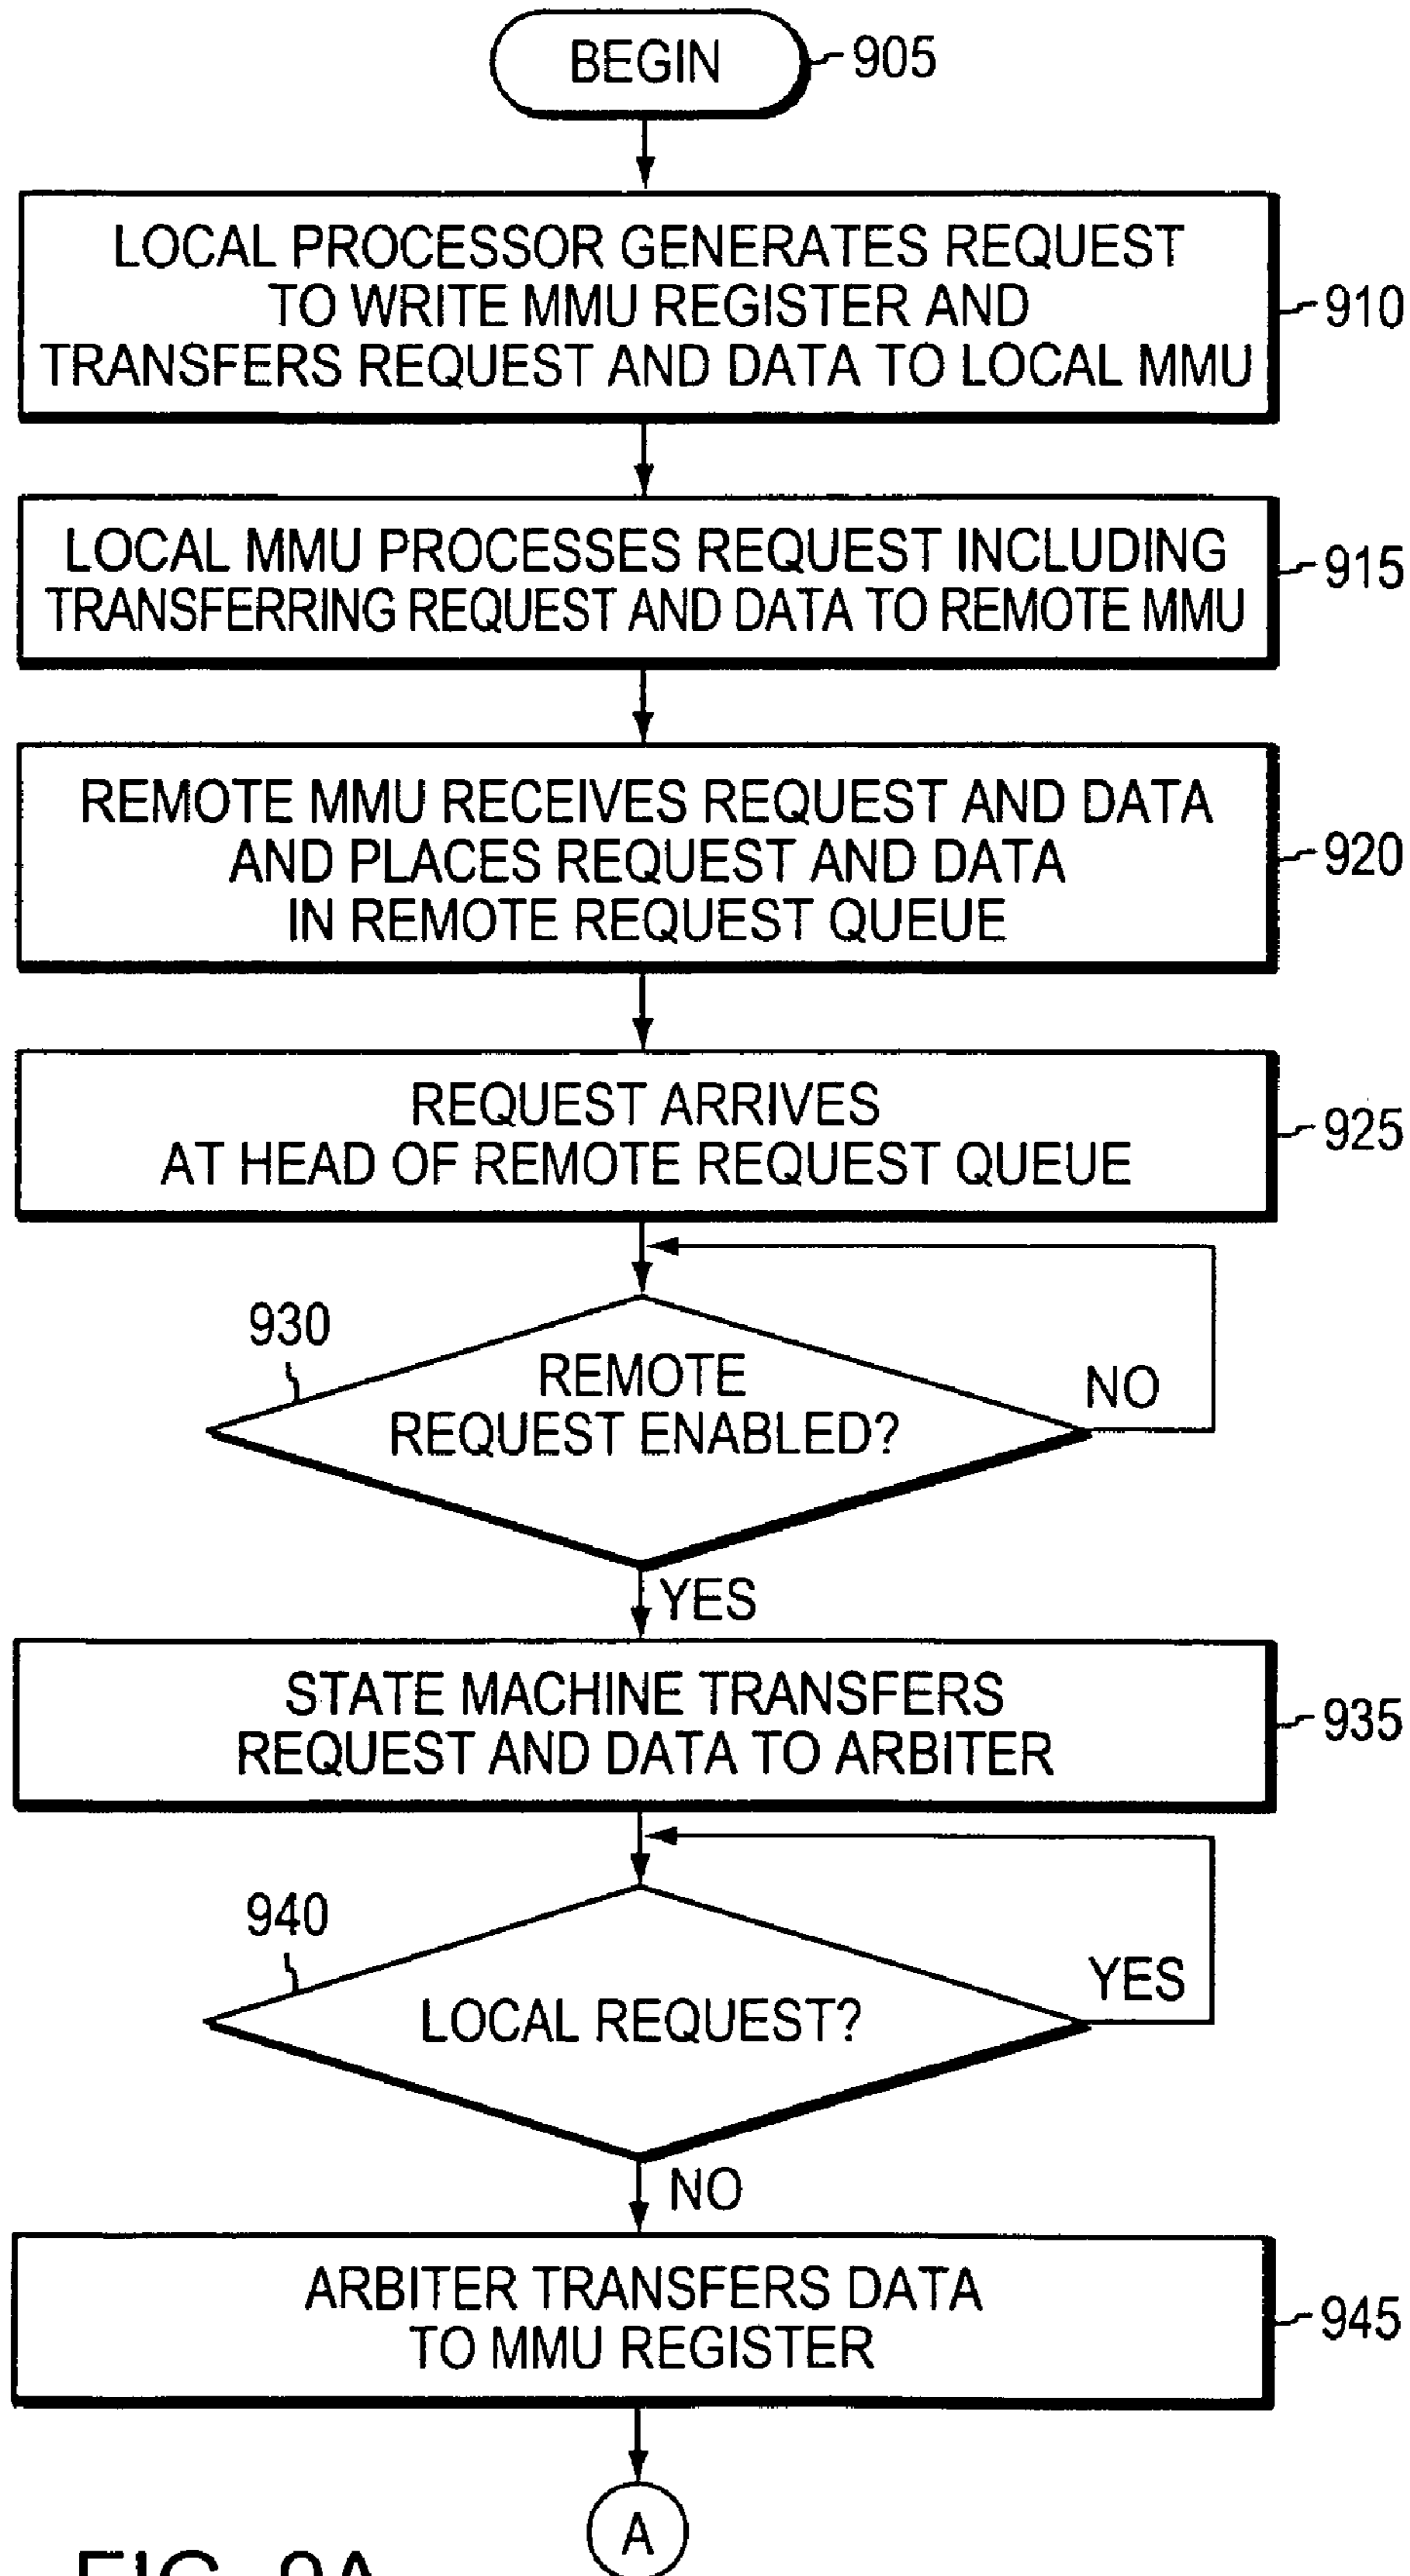 BEGIN
905
LOCAL PROCESSOR GENERATES REQUEST
TO WRITE MMU REGISTER AND
TRANSFERS REQUEST AND DATA TO LOCAL MMU
910
LOCAL MMU PROCESSES REQUEST INCLUDING
TRANSFERRING REQUEST AND DATA TO REMOTE MMU
915
REMOTE MMU RECEIVES REQUEST AND DATA
AND PLACES REQUEST AND DATA
IN REMOTE REQUEST QUEUE
920
REQUEST ARRIVES
AT HEAD OF REMOTE REQUEST QUEUE
925
930
REMOTE
REQUEST ENABLED?
NO
YES
STATE MACHINE TRANSFERS
REQUEST AND DATA TO ARBITER
935
940
LOCAL REQUEST?
YES
NO
ARBITER TRANSFERS DATA
TO MMU REGISTER
945
A
FIG. 9A